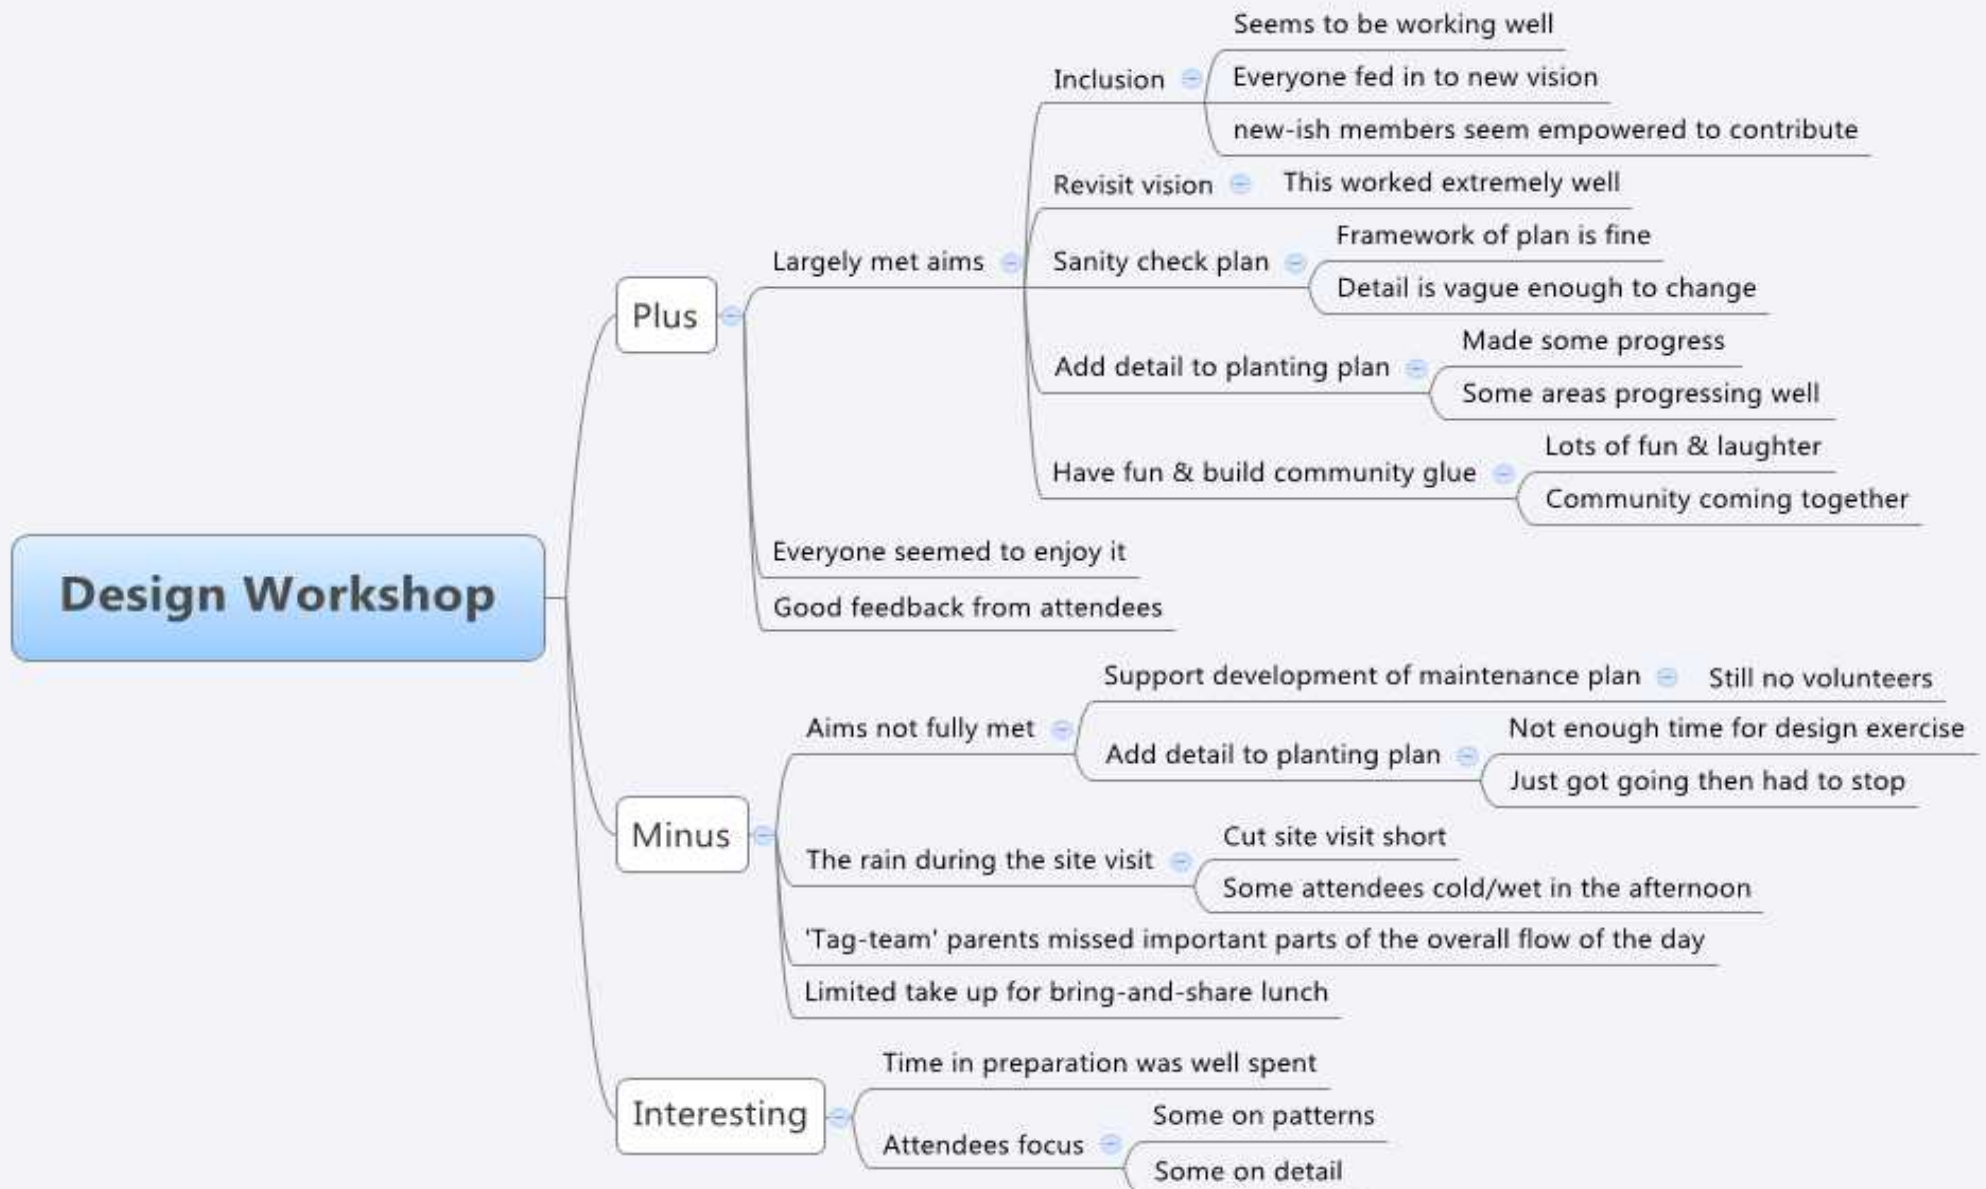 Design Workshop
Plus
Largely met aims
Inclusion
Seems to be working well
Everyone fed in to new vision
new-ish members seem empowered to contribute
Revisit vision
This worked extremely well
Sanity check plan
Framework of plan is fine
Detail is vague enough to change
Add detail to planting plan
Made some progress
Some areas progressing well
Have fun & build community glue
Lots of fun & laughter
Community coming together
Everyone seemed to enjoy it
Good feedback from attendees
Minus
Aims not fully met
Support development of maintenance plan
Still no volunteers
Add detail to planting plan
Not enough time for design exercise
Just got going then had to stop
The rain during the site visit
Cut site visit short
Some attendees cold/wet in the afternoon
'Tag-team' parents missed important parts of the overall flow of the day
Limited take up for bring-and-share lunch
Interesting
Time in preparation was well spent
Attendees focus
Some on patterns
Some on detail